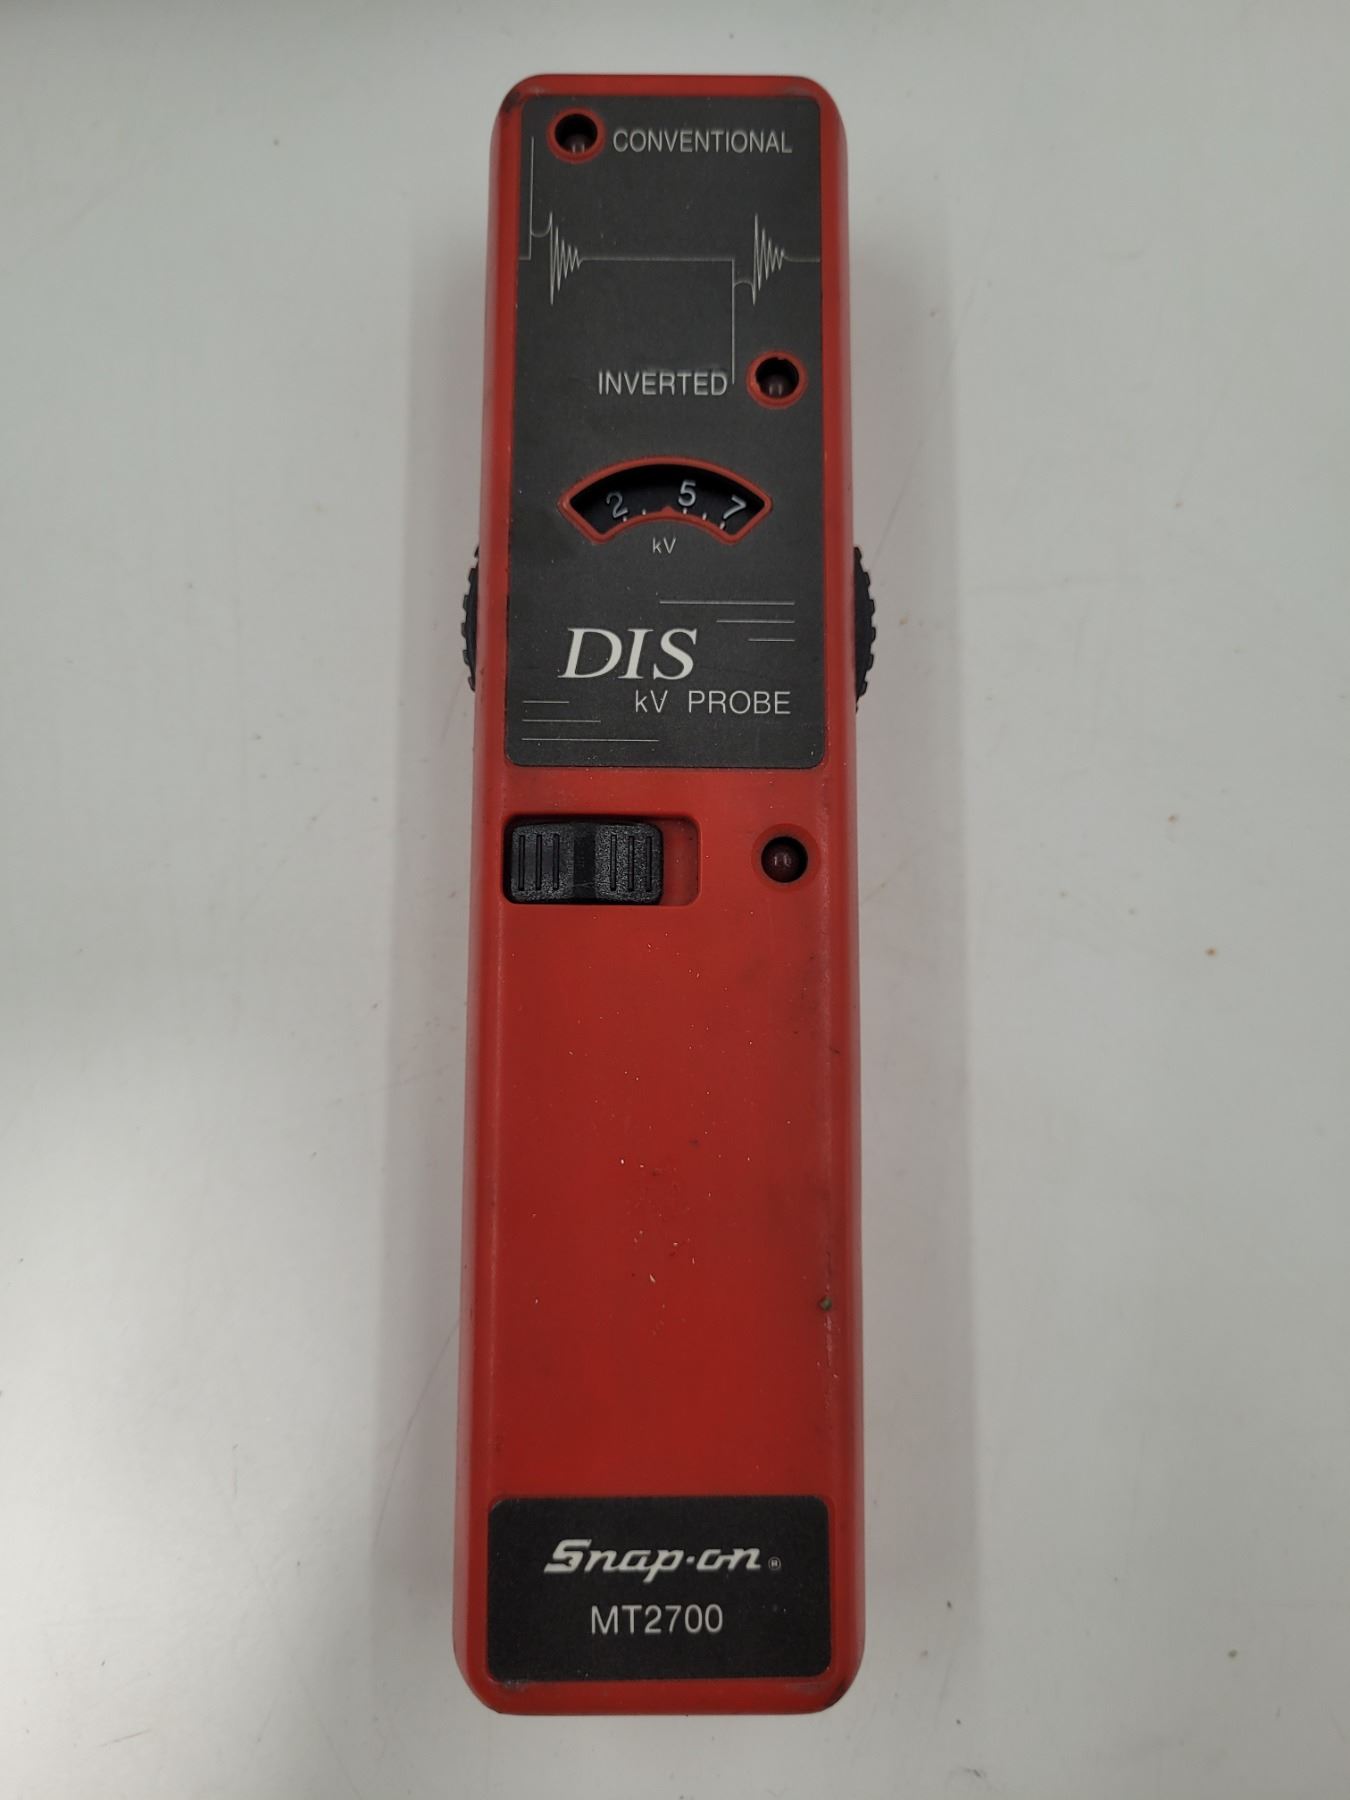 CONVENTIONAL
INVERTED
2 5 7
kV
DIS
kV PROBE
Snap-on ®
MT2700